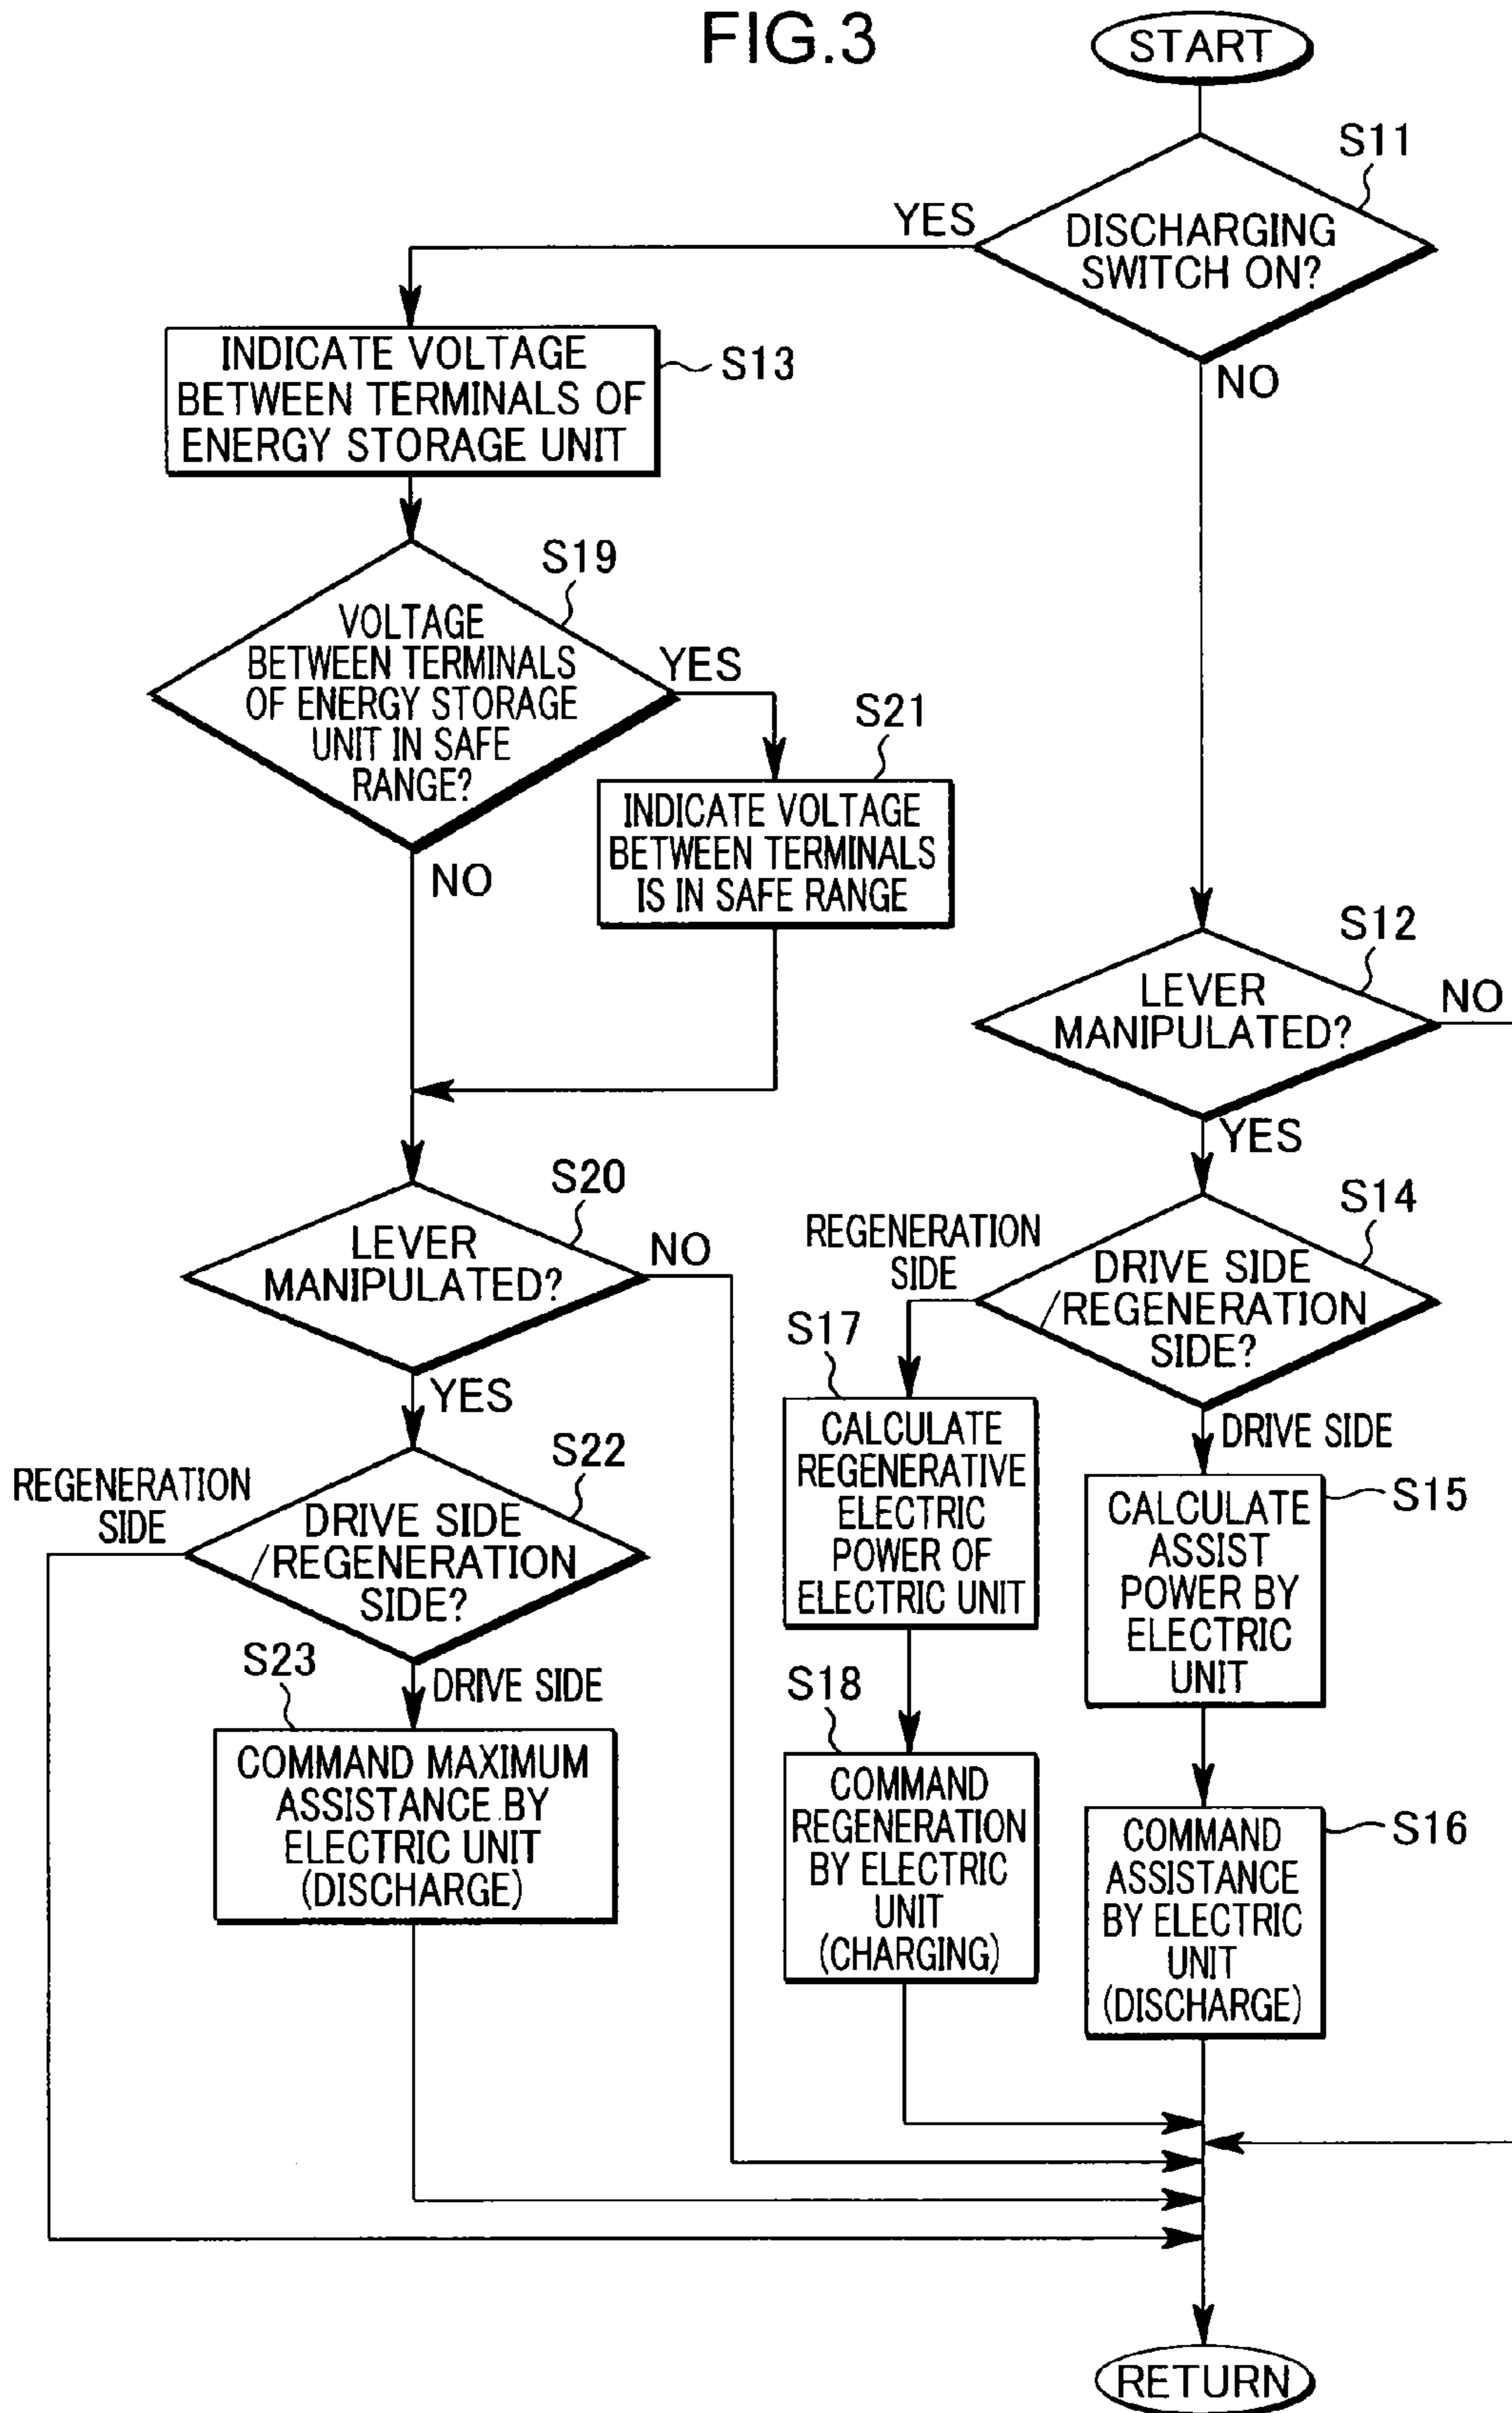 FIG.3
START
S11
DISCHARGING
SWITCH ON?
YES
NO
INDICATE VOLTAGE
BETWEEN TERMINALS OF
ENERGY STORAGE UNIT
S13
S19
VOLTAGE
BETWEEN TERMINALS
OF ENERGY STORAGE
UNIT IN SAFE
RANGE?
YES
NO
S21
INDICATE VOLTAGE
BETWEEN TERMINALS
IS IN SAFE RANGE
S12
LEVER
MANIPULATED?
NO
YES
S20
LEVER
MANIPULATED?
NO
YES
S14
DRIVE SIDE
/REGENERATION
SIDE?
REGENERATION
SIDE
DRIVE SIDE
S17
CALCULATE
REGENERATIVE
ELECTRIC
POWER OF
ELECTRIC UNIT
S15
CALCULATE
ASSIST
POWER BY
ELECTRIC
UNIT
S22
DRIVE SIDE
/REGENERATION
SIDE?
REGENERATION
SIDE
DRIVE SIDE
S23
COMMAND MAXIMUM
ASSISTANCE BY
ELECTRIC UNIT
(DISCHARGE)
S18
COMMAND
REGENERATION
BY ELECTRIC
UNIT
(CHARGING)
S16
COMMAND
ASSISTANCE
BY ELECTRIC
UNIT
(DISCHARGE)
RETURN